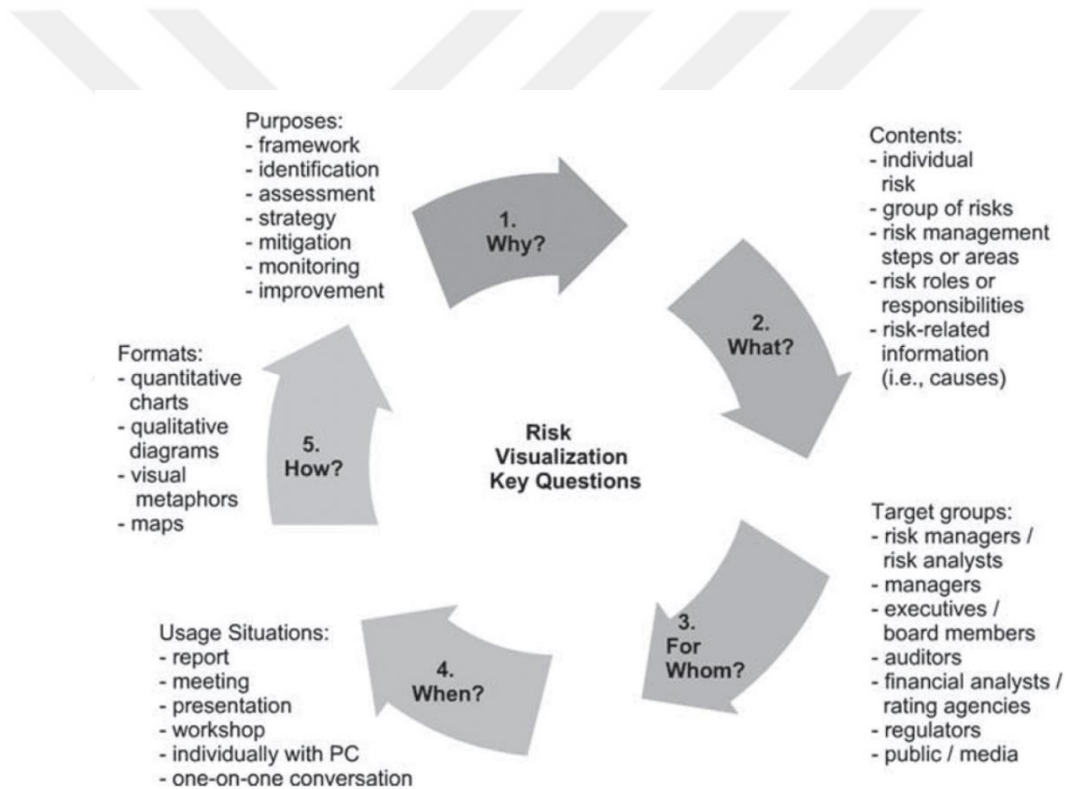 Purposes:
- framework
- identification
- assessment
- strategy
- mitigation
- monitoring
- improvement
1.
Why?
Contents:
- individual
risk
- group of risks
- risk management
steps or areas
- risk roles or
responsibilities
- risk-related
information
(i.e., causes)
2.
What?
Target groups:
- risk managers /
risk analysts
- managers
- executives /
board members
- auditors
- financial analysts /
rating agencies
- regulators
- public / media
3.
For
Whom?
Usage Situations:
- report
- meeting
- presentation
- workshop
- individually with PC
- one-on-one conversation
4.
When?
Formats:
- quantitative
charts
- qualitative
diagrams
- visual
metaphors
- maps
5.
How?
Risk
Visualization
Key Questions